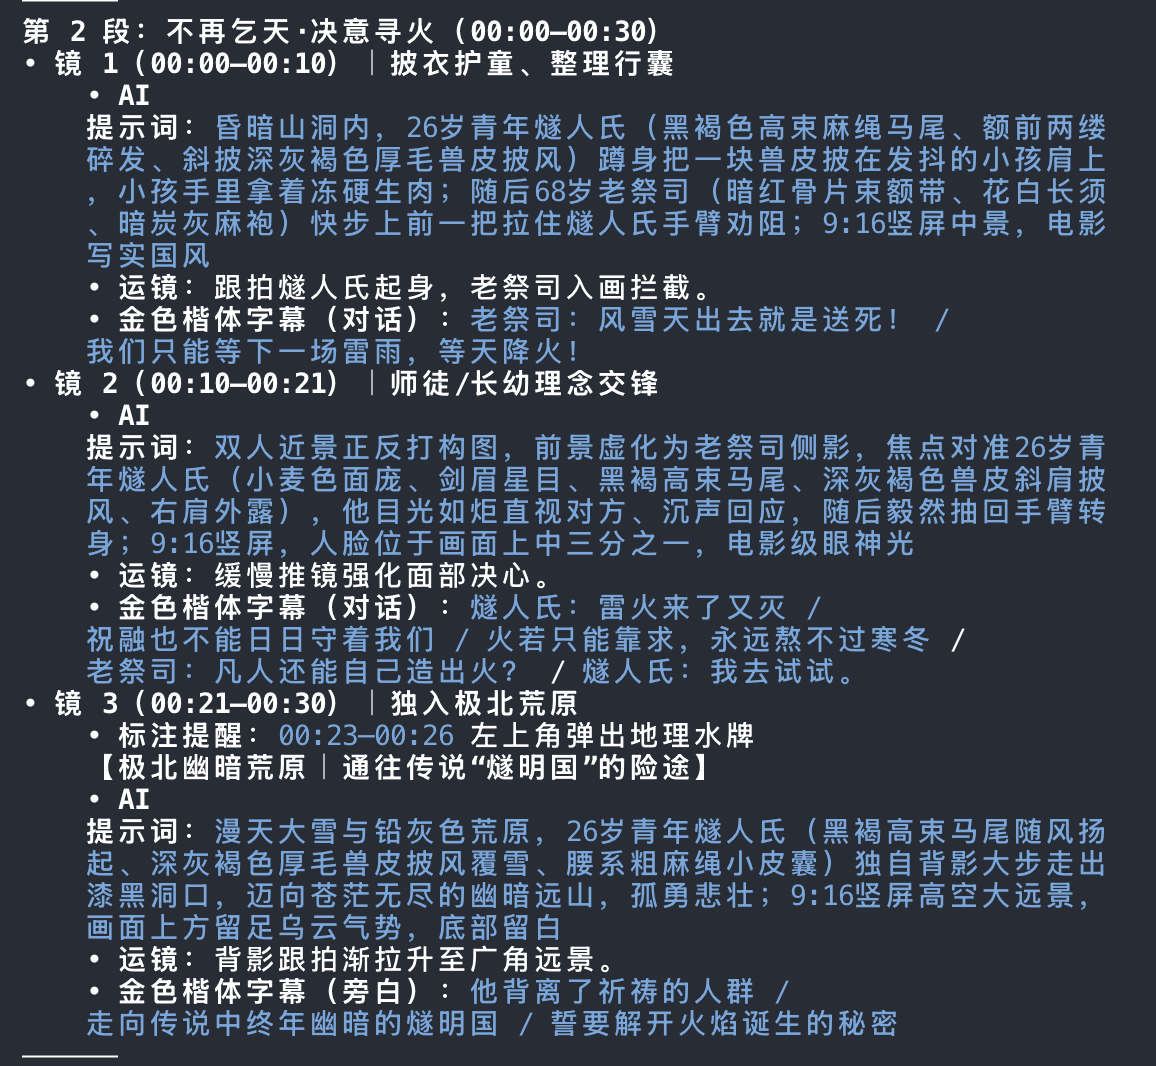 第 2 段：不再乞天·决意寻火（00:00—00:30）
• 镜 1（00:00—00:10）｜披衣护童、整理行囊
• AI
提示词：昏暗山洞内，26岁青年燧人氏（黑褐色高束麻绳马尾、额前两缕
碎发、斜披深灰褐色厚毛兽皮披风）蹲身把一块兽皮披在发抖的小孩肩上
，小孩手里拿着冻硬生肉；随后68岁老祭司（暗红骨片束额带、花白长须
、暗炭灰麻袍）快步上前一把拉住燧人氏手臂劝阻；9:16竖屏中景，电影
写实国风
• 运镜：跟拍燧人氏起身，老祭司入画拦截。
• 金色楷体字幕（对话）：老祭司：风雪天出去就是送死！ /
我们只能等下一场雷雨，等天降火！
• 镜 2（00:10—00:21）｜师徒/长幼理念交锋
• AI
提示词：双人近景正反打构图，前景虚化为老祭司侧影，焦点对准26岁青
年燧人氏（小麦色面庞、剑眉星目、黑褐高束马尾、深灰褐色兽皮斜肩披
风、右肩外露），他目光如炬直视对方、沉声回应，随后毅然抽回手臂转
身；9:16竖屏，人脸位于画面上中三分之一，电影级眼神光
• 运镜：缓慢推镜强化面部决心。
• 金色楷体字幕（对话）：燧人氏：雷火来了又灭 /
祝融也不能日日守着我们 / 火若只能靠求，永远熬不过寒冬 /
老祭司：凡人还能自己造出火？ / 燧人氏：我去试试。
• 镜 3（00:21—00:30）｜独入极北荒原
• 标注提醒：00:23—00:26 左上角弹出地理水牌
【极北幽暗荒原｜通往传说“燧明国”的险途】
• AI
提示词：漫天大雪与铅灰色荒原，26岁青年燧人氏（黑褐高束马尾随风扬
起、深灰褐色厚毛兽皮披风覆雪、腰系粗麻绳小皮囊）独自背影大步走出
漆黑洞口，迈向苍茫无尽的幽暗远山，孤勇悲壮；9:16竖屏高空大远景，
画面上方留足乌云气势，底部留白
• 运镜：背影跟拍渐拉升至广角远景。
• 金色楷体字幕（旁白）：他背离了祈祷的人群 /
走向传说中终年幽暗的燧明国 / 誓要解开火焰诞生的秘密